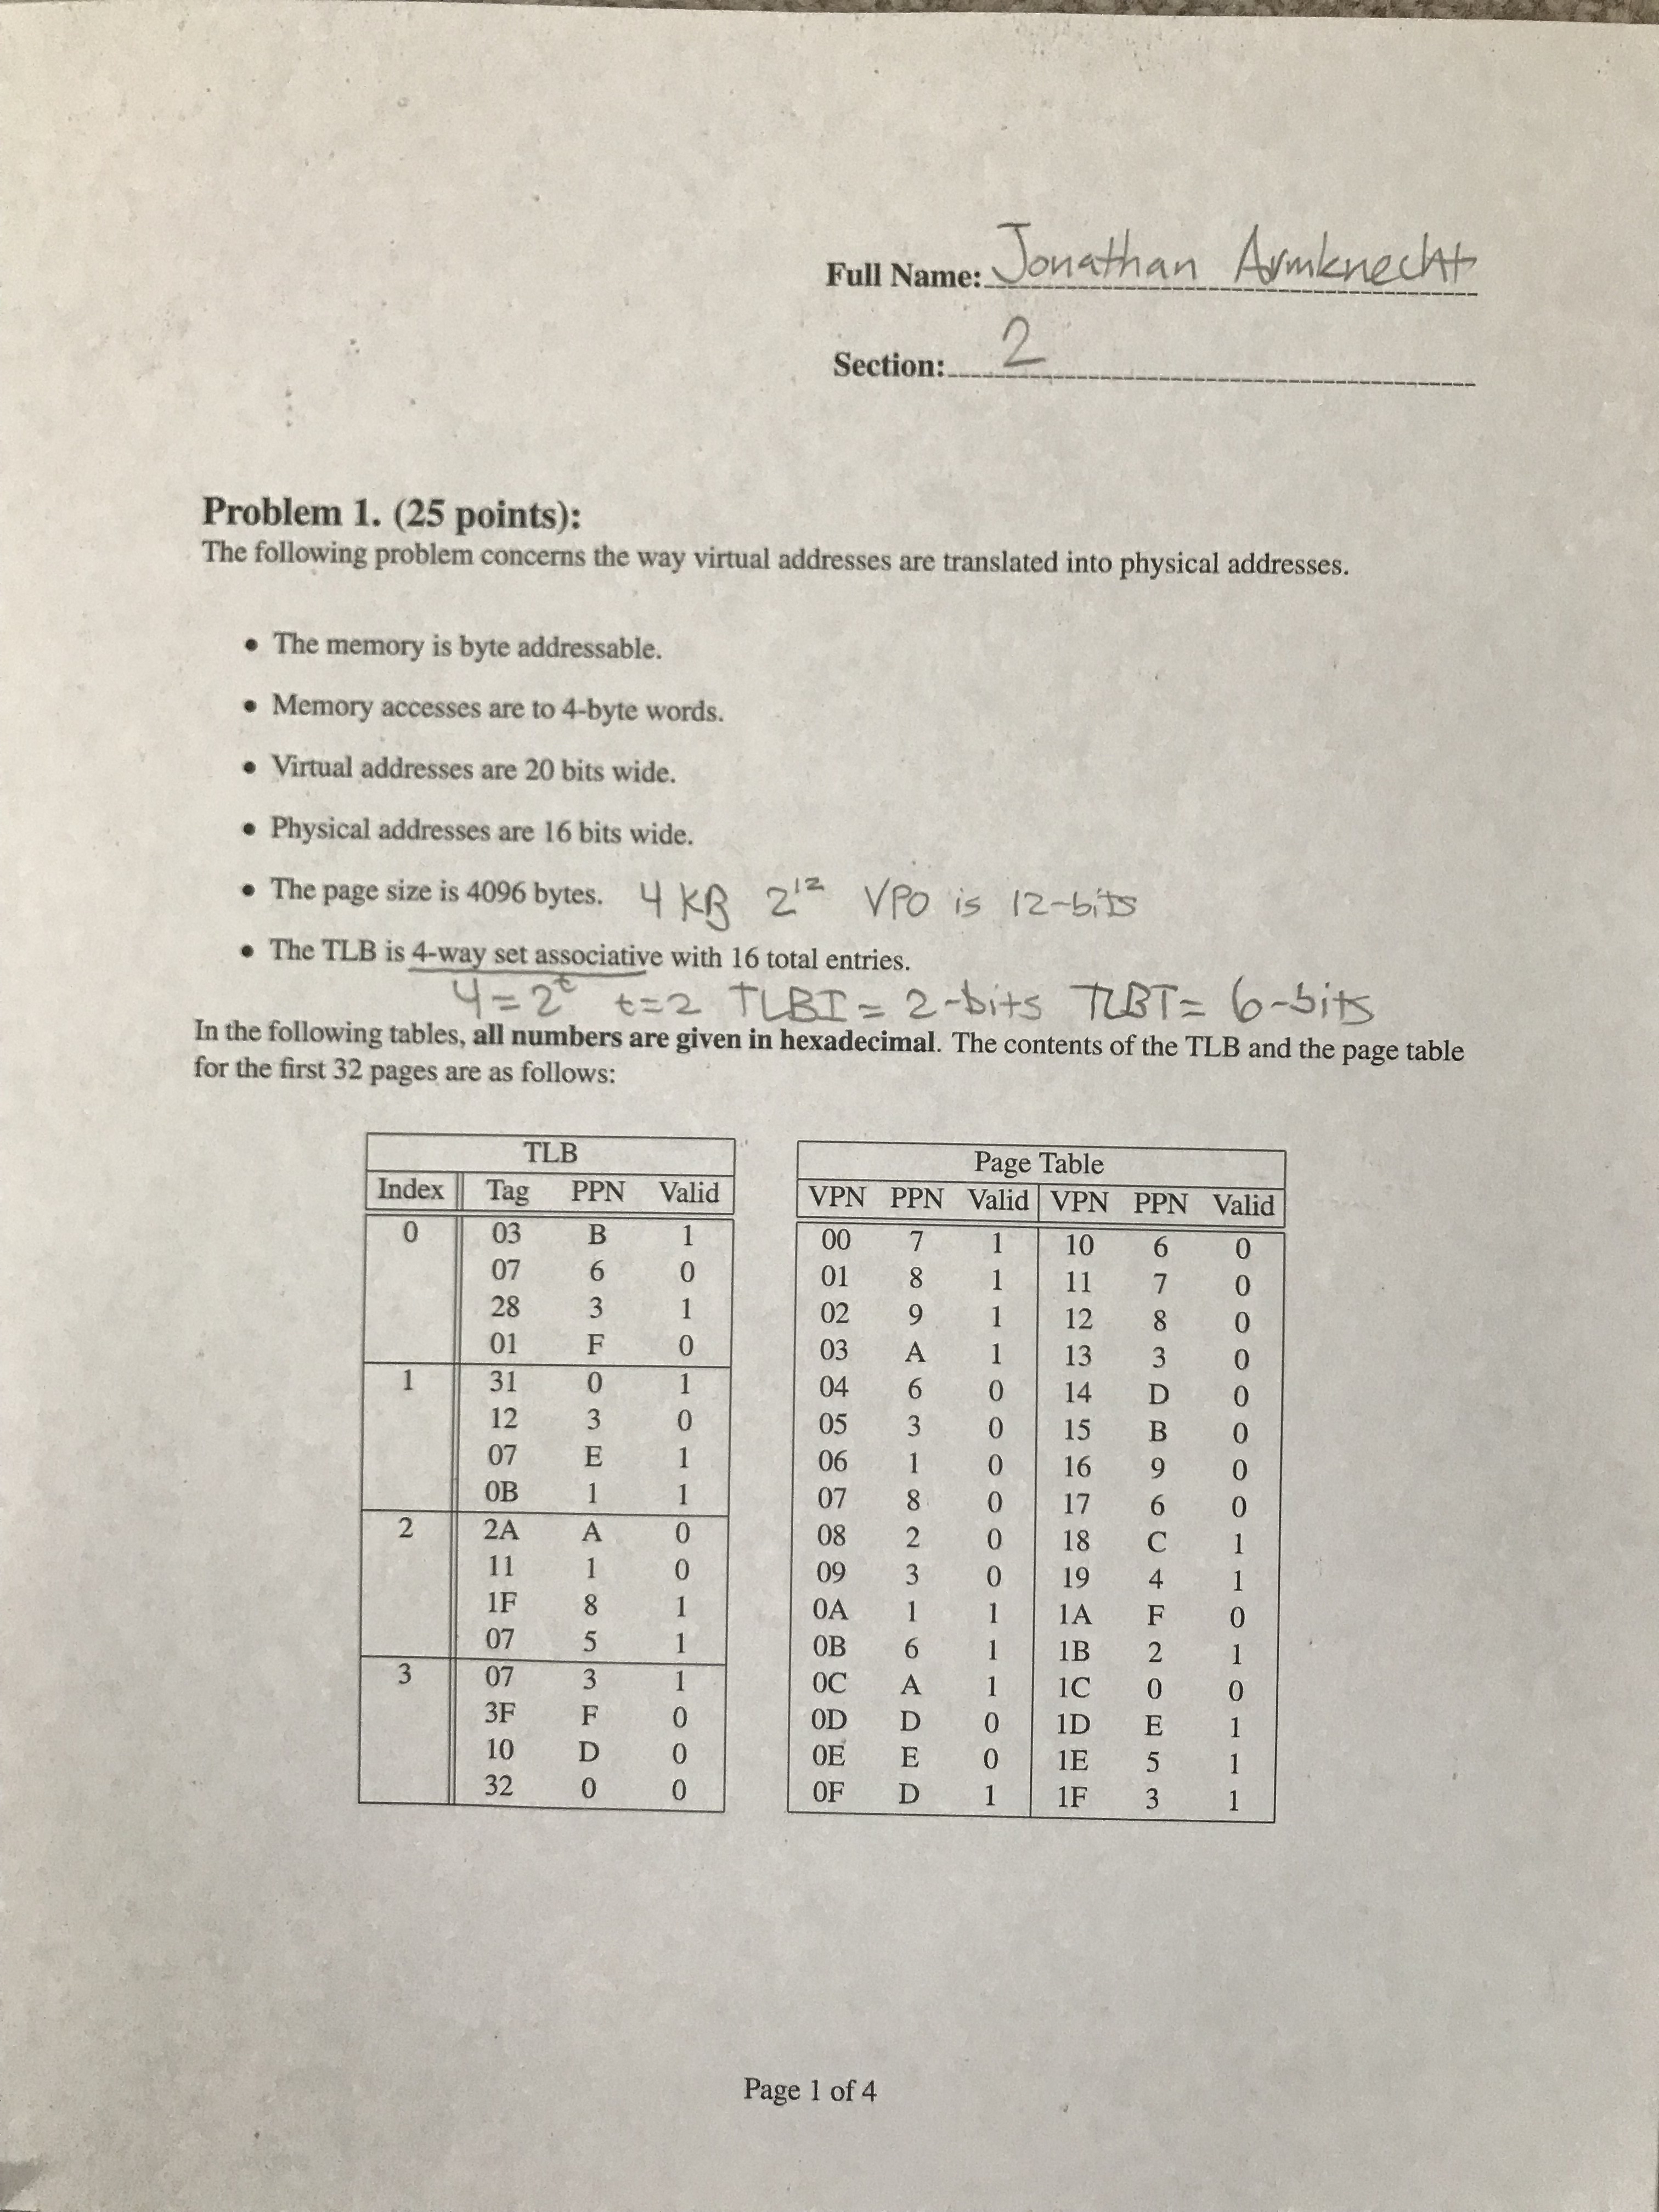 Full Name: Jonathan Armknecht
Section: 2
Problem 1. (25 points):
The following problem concerns the way virtual addresses are translated into physical addresses.
• The memory is byte addressable.
• Memory accesses are to 4-byte words.
• Virtual addresses are 20 bits wide.
• Physical addresses are 16 bits wide.
• The page size is 4096 bytes. 4 KB 2^12 VPO is 12-bits
• The TLB is 4-way set associative with 16 total entries.
4=2^t t=2 TLBI = 2-bits TLBT= 6-bits
In the following tables, all numbers are given in hexadecimal. The contents of the TLB and the page table
for the first 32 pages are as follows:
TLB
Index Tag PPN Valid
0 03 B 1
07 6 0
28 3 1
01 F 0
1 31 0 1
12 3 0
07 E 1
0B 1 1
2 2A A 0
11 1 0
1F 8 1
07 5 1
3 07 3 1
3F F 0
10 D 0
32 0 0
Page Table
VPN PPN Valid VPN PPN Valid
00 7 1 10 6 0
01 8 1 11 7 0
02 9 1 12 8 0
03 A 1 13 3 0
04 6 0 14 D 0
05 3 0 15 B 0
06 1 0 16 9 0
07 8 0 17 6 0
08 2 0 18 C 1
09 3 0 19 4 1
0A 1 1 1A F 0
0B 6 1 1B 2 1
0C A 1 1C 0 0
0D D 0 1D E 1
0E E 0 1E 5 1
0F D 1 1F 3 1
Page 1 of 4